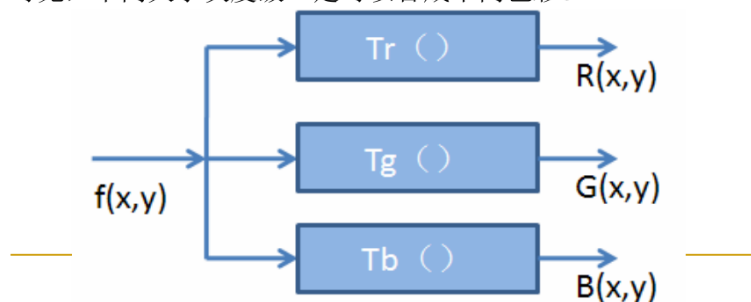 Tr （）
R(x,y)
f(x,y)
Tg （）
G(x,y)
Tb （）
B(x,y)